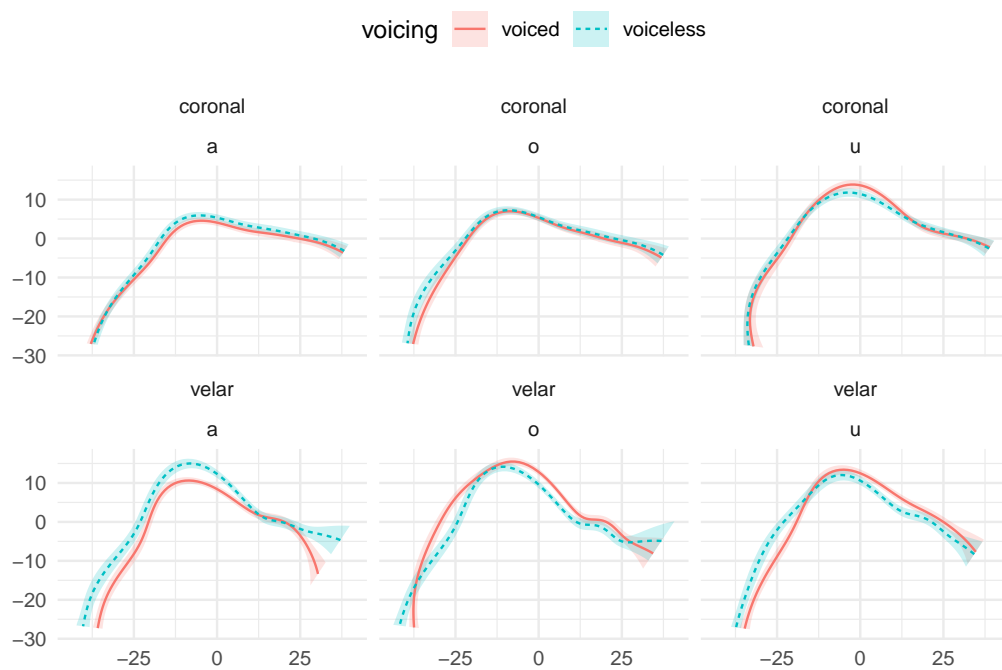 voicing voiced voiceless
coronal coronal coronal
a o u
10
0
−10
−20
−30
velar velar velar
a o u
10
0
−10
−20
−30
−25 0 25 −25 0 25 −25 0 25